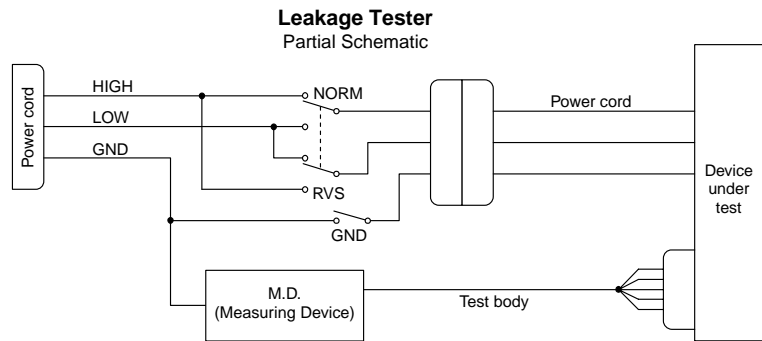 Leakage Tester
Partial Schematic
Power cord
HIGH
LOW
GND
NORM
RVS
GND
Power cord
Device
under
test
M.D.
(Measuring Device)
Test body